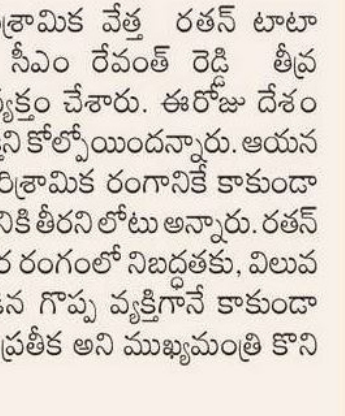 శ్రామిక వేత్త రతన్ టాటా
సీఎం రేవంత్ రెడ్డి తీవ్ర
వ్యక్తం చేశారు. ఈరోజు దేశం
ని కోల్పోయిందన్నారు. ఆయన
రిశ్రామిక రంగానికే కాకుండా
నికి తీరని లోటు అన్నారు. రతన్
ర రంగంలో నిబద్ధతకు, విలువ
న గొప్ప వ్యక్తిగానే కాకుండా
ప్రతీక అని ముఖ్యమంత్రి కొని